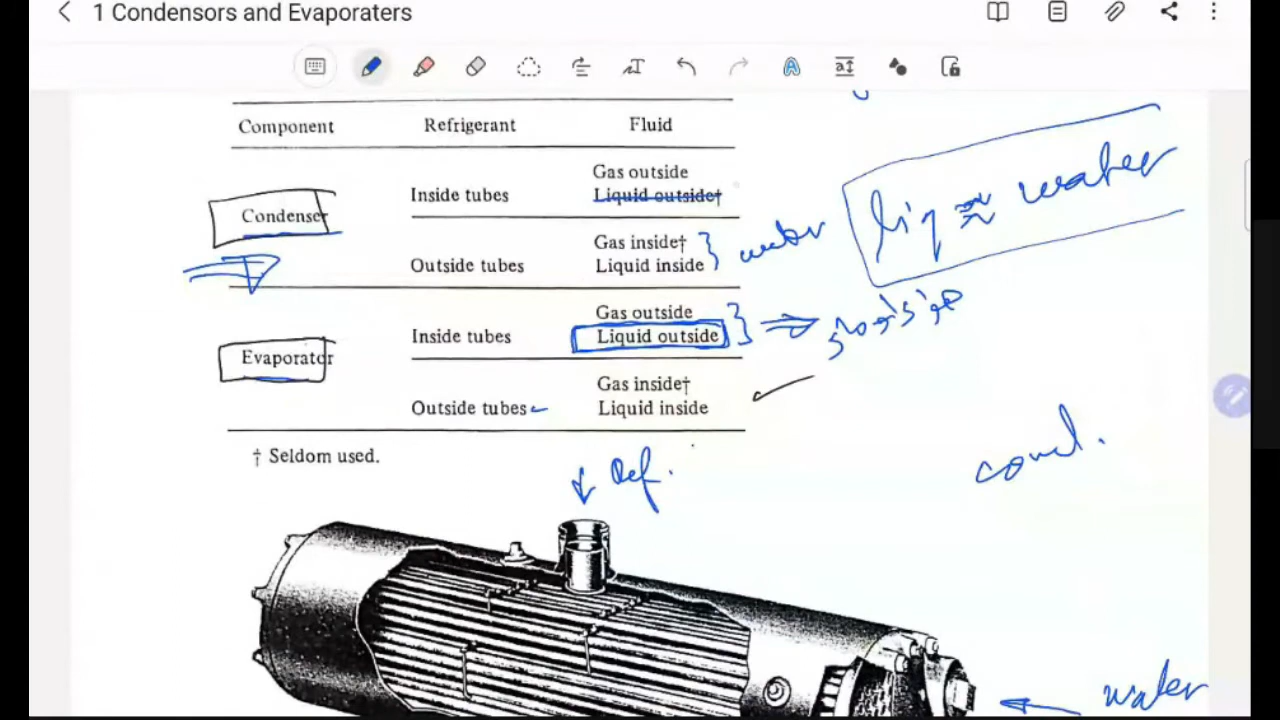 1 Condensors and Evaporaters
Component Refrigerant Fluid
Gas outside
Inside tubes Liquid outside†
Condenser
Gas inside†
Outside tubes Liquid inside
water
liq ≈ water
Gas outside
Inside tubes Liquid outside
Evaporator
Gas inside†
Outside tubes Liquid inside
† Seldom used.
Ref.
cond.
water